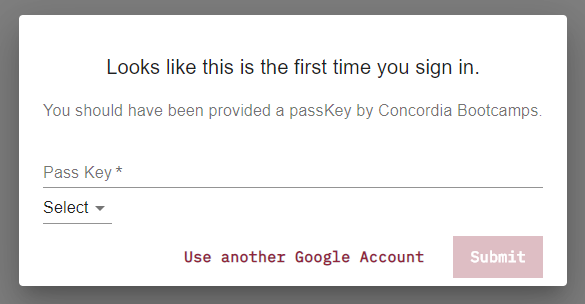 Looks like this is the first time you sign in.
You should have been provided a passKey by Concordia Bootcamps.
Pass Key *
Select
Use another Google Account
Submit